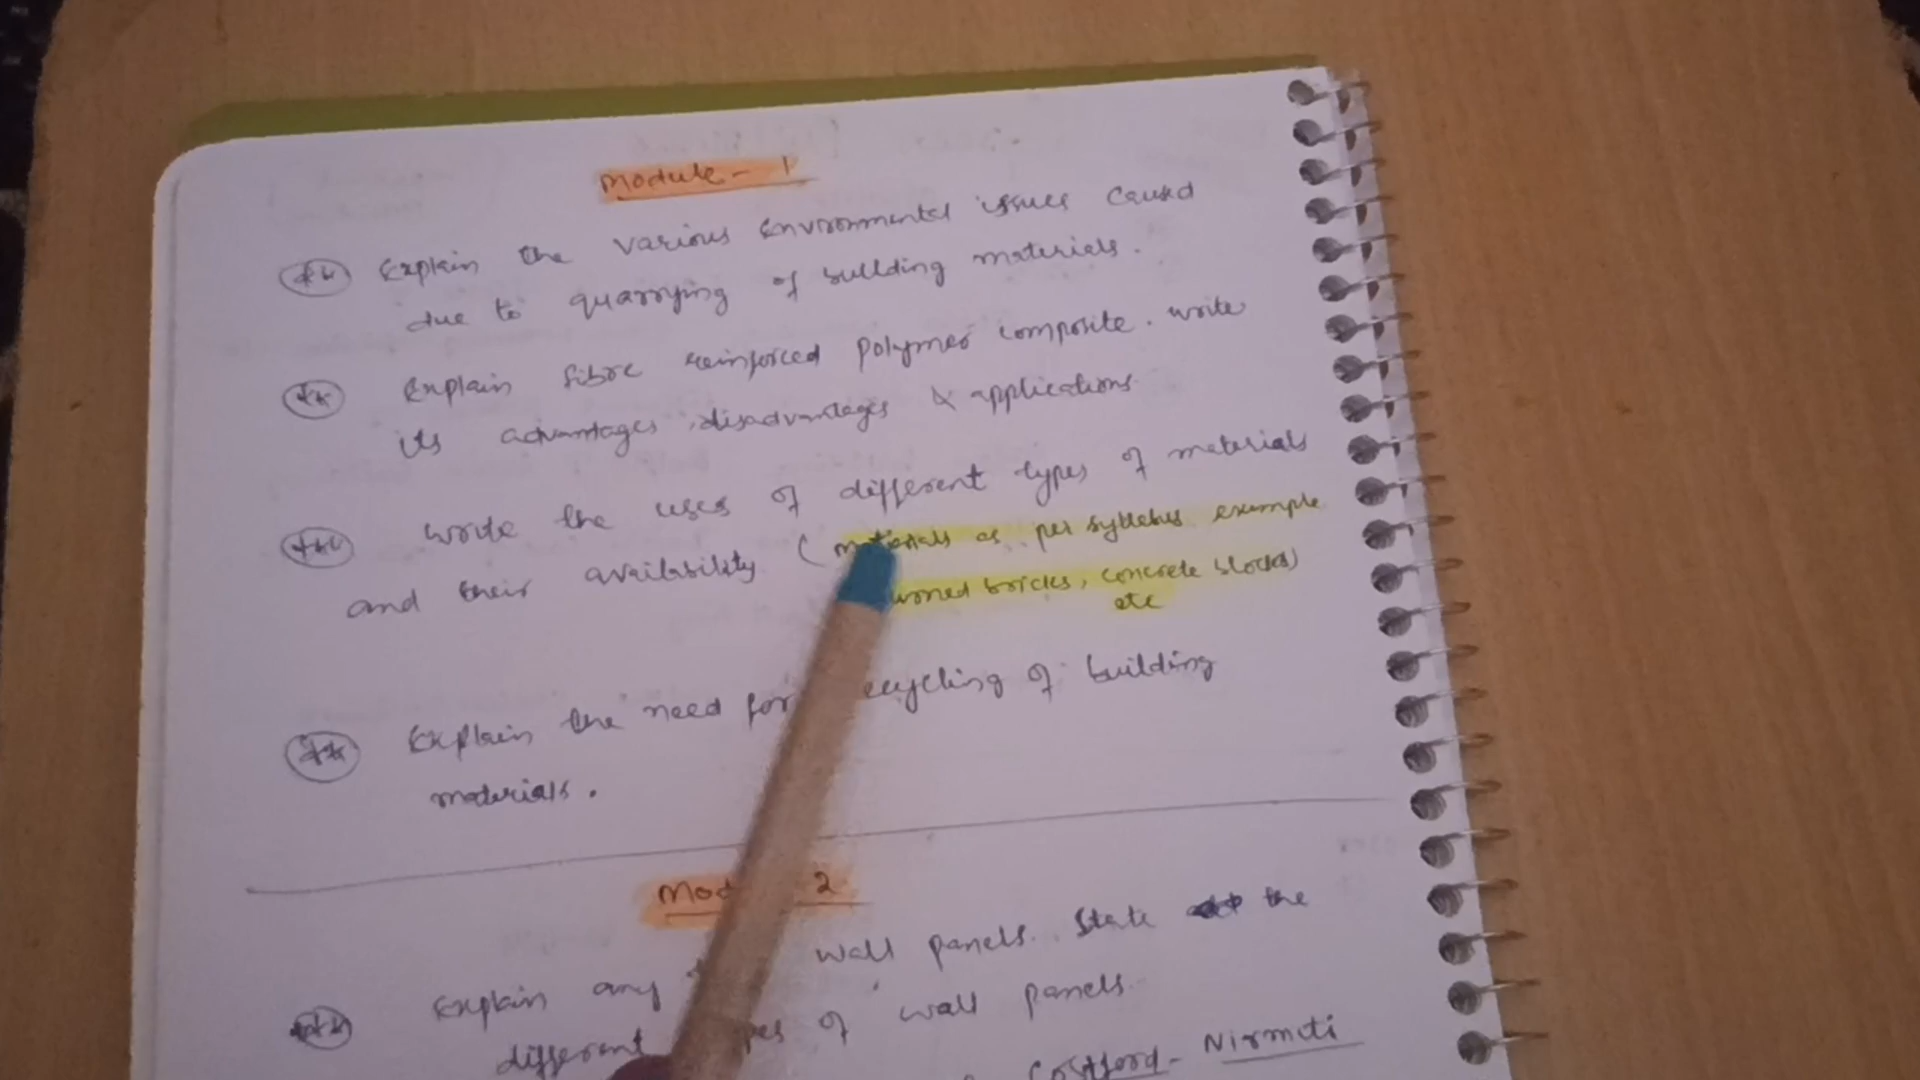 Module - 1
** Explain the various Environmental issues caused
due to quarrying of building materials.
** Explain fibre reinforced polymer composite. write
its advantages, disadvantages & applications
*** write the uses of different types of materials
and their availability ( materials as per syllabus example
bricks, concrete blocks)
etc
** Explain the need for recycling of building
materials.
2
** Explain any wall panels. State the
different of wall panels.
Costford - Nirmiti